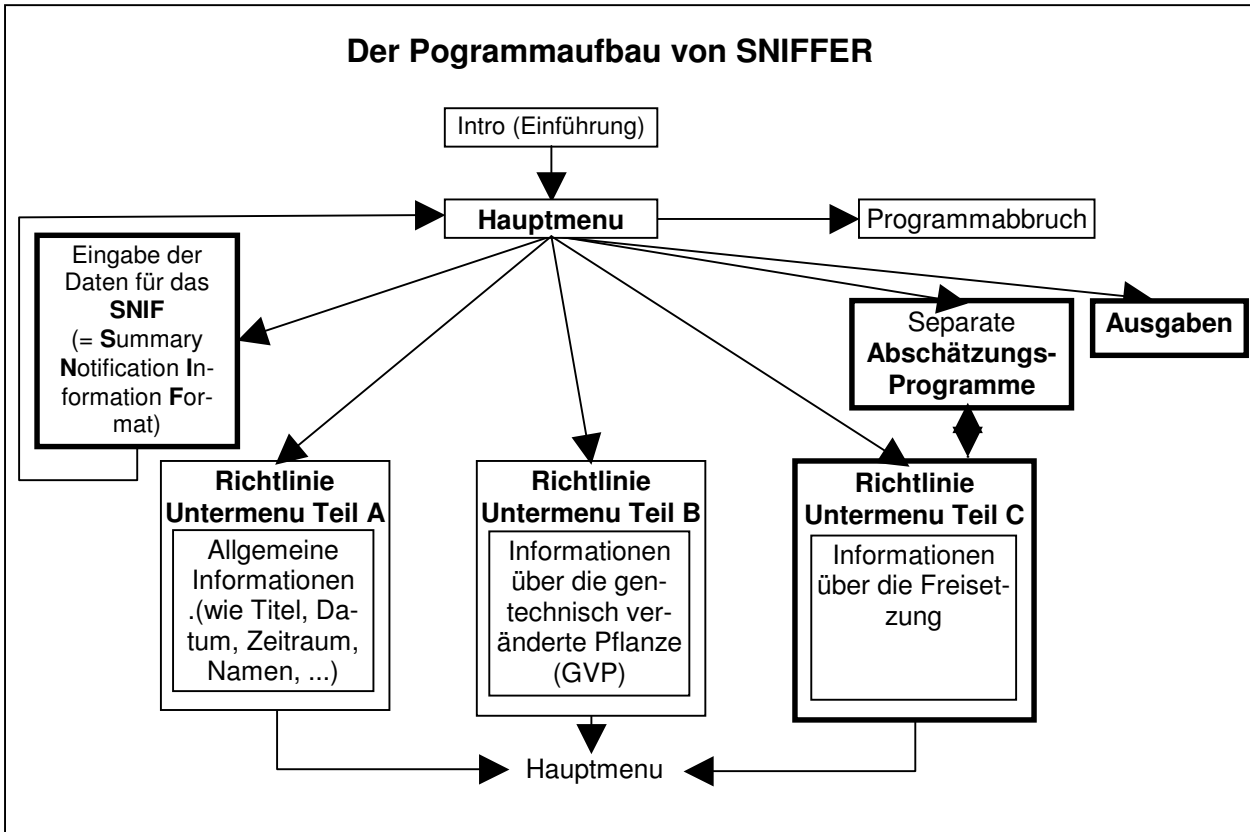 Der Pogrammaufbau von SNIFFER
Intro (Einführung)
Hauptmenu
Programmabbruch
Eingabe der
Daten für das
SNIF
(= Summary
Notification In-
formation For-
mat)
Separate
Abschätzungs-
Programme
Ausgaben
Richtlinie
Untermenu Teil A
Allgemeine
Informationen
.(wie Titel, Da-
tum, Zeitraum,
Namen, ...)
Richtlinie
Untermenu Teil B
Informationen
über die gen-
technisch ver-
änderte Pflanze
(GVP)
Richtlinie
Untermenu Teil C
Informationen
über die Freiset-
zung
Hauptmenu